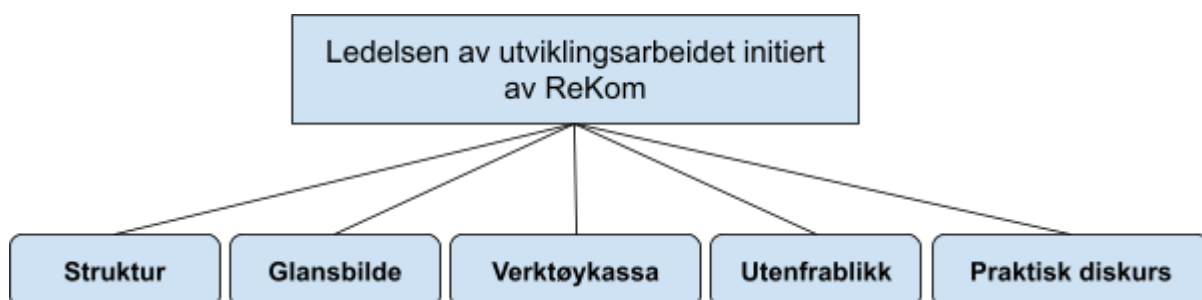 Ledelsen av utviklingsarbeidet initiert
av ReKom
Struktur
Glansbilde
Verktøykassa
Utenfrablikk
Praktisk diskurs